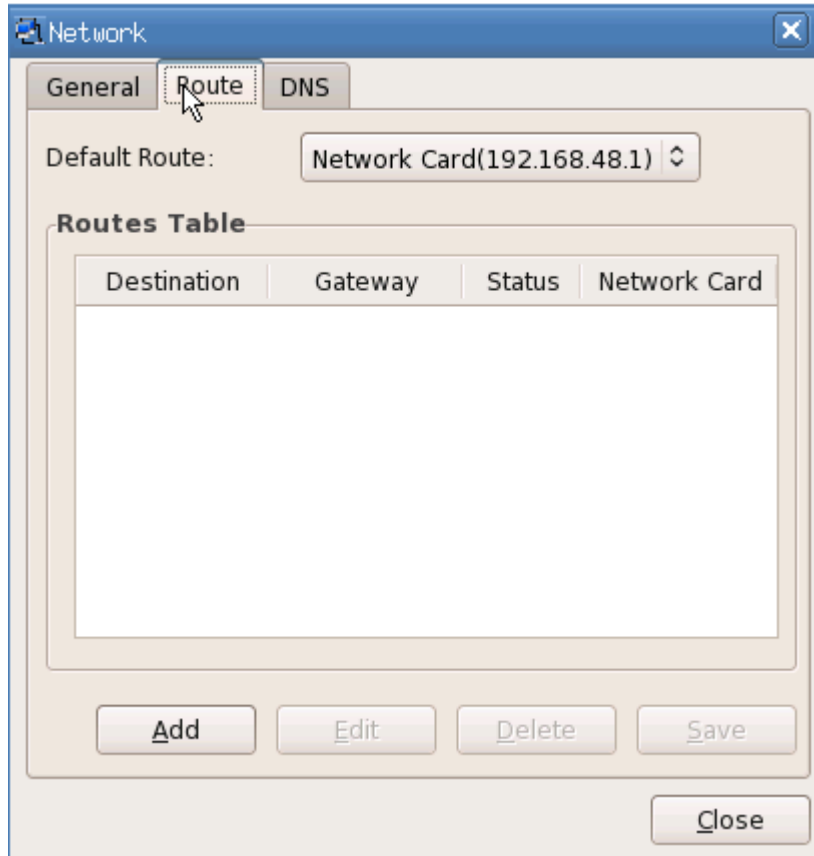 Network
General Route DNS
Default Route: Network Card(192.168.48.1)
Routes Table
Destination Gateway Status Network Card
Add Edit Delete Save
Close